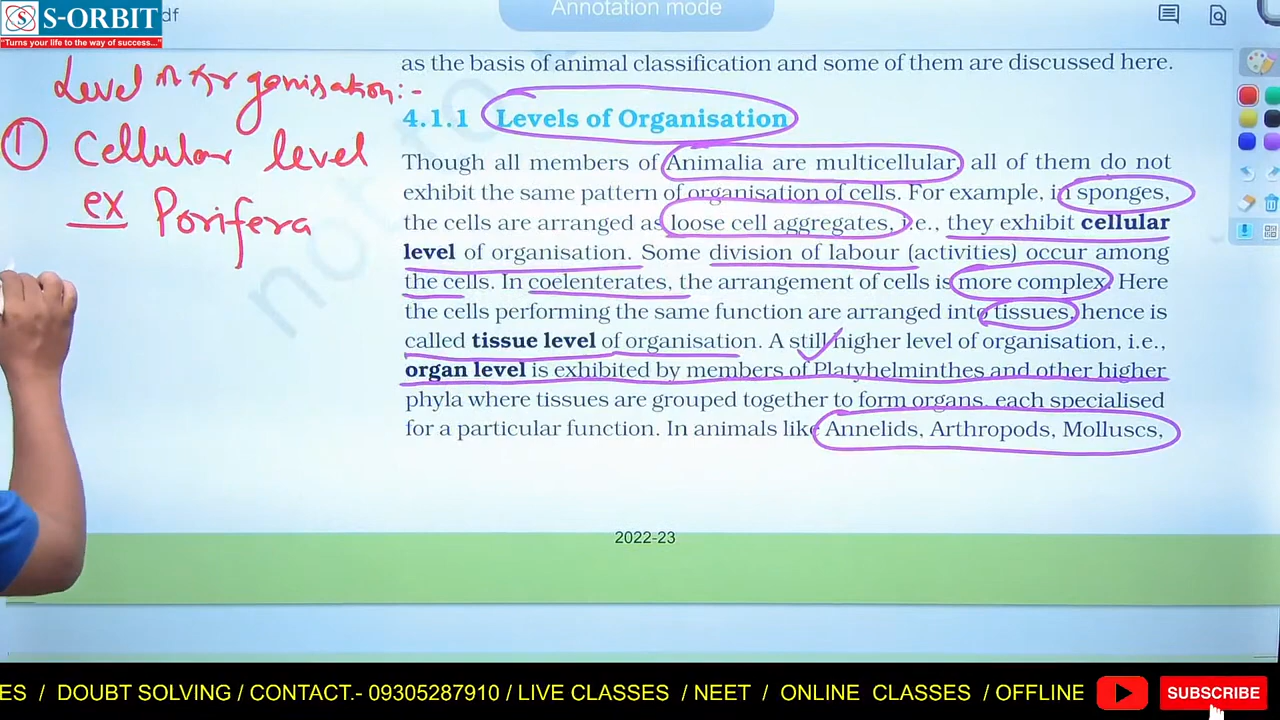 S-ORBIT
"Turns your life to the way of success..."
df
Annotation mode
Level in organisation:-
① Cellular level
ex Porifera
as the basis of animal classification and some of them are discussed here.
4.1.1 Levels of Organisation
Though all members of Animalia are multicellular, all of them do not
exhibit the same pattern of organisation of cells. For example, in sponges,
the cells are arranged as loose cell aggregates, i.e., they exhibit cellular
level of organisation. Some division of labour (activities) occur among
the cells. In coelenterates, the arrangement of cells is more complex. Here
the cells performing the same function are arranged into tissues, hence is
called tissue level of organisation. A still higher level of organisation, i.e.,
organ level is exhibited by members of Platyhelminthes and other higher
phyla where tissues are grouped together to form organs, each specialised
for a particular function. In animals like Annelids, Arthropods, Molluscs,
2022-23
ES / DOUBT SOLVING / CONTACT.- 09305287910 / LIVE CLASSES / NEET / ONLINE CLASSES / OFFLINE
SUBSCRIBE